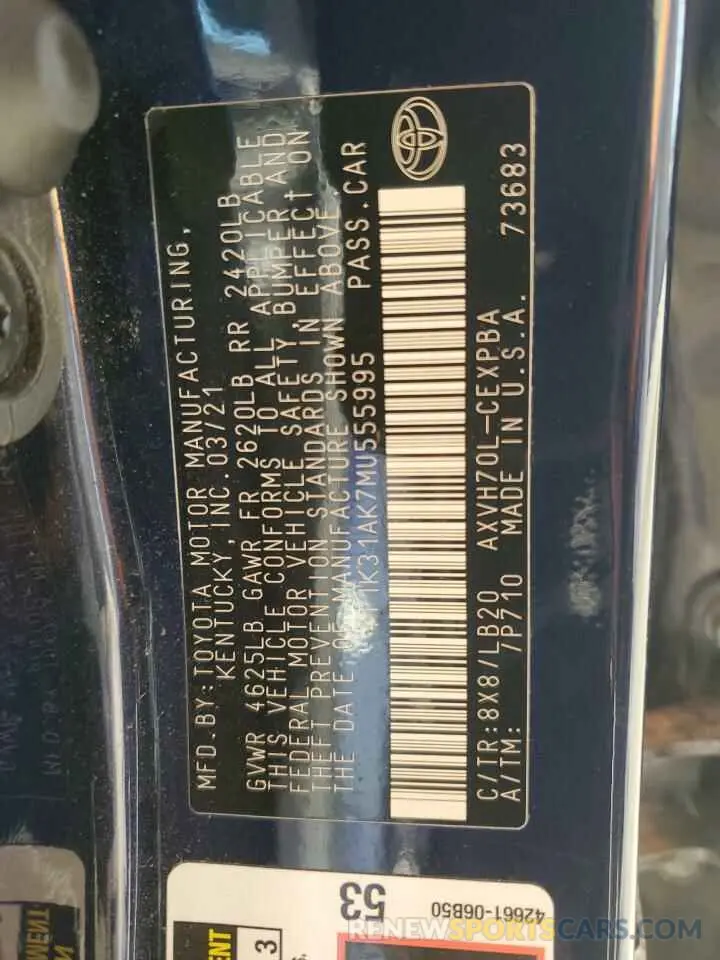 MFD.BY:TOYOTA MOTOR MANUFACTURING,
KENTUCKY,INC.03/21
GVWR 4625LB GAWR FR 2620LB RR 2420LB
THIS VEHICLE CONFORMS TO ALL APPLICABLE
FEDERAL MOTOR VEHICLE SAFETY, BUMPER AND
THEFT PREVENTION STANDARDS IN EFFECT ON
THE DATE OF MANUFACTURE SHOWN ABOVE.
1K31AK7MU555995 PASS.CAR
C/TR:8X8/LB20 AXVH70L-CEXPBA
A/TM: 7P710 MADE IN U.S.A. 73683
53
42661-06B50
3
RENEWSPORTSCARS.COM